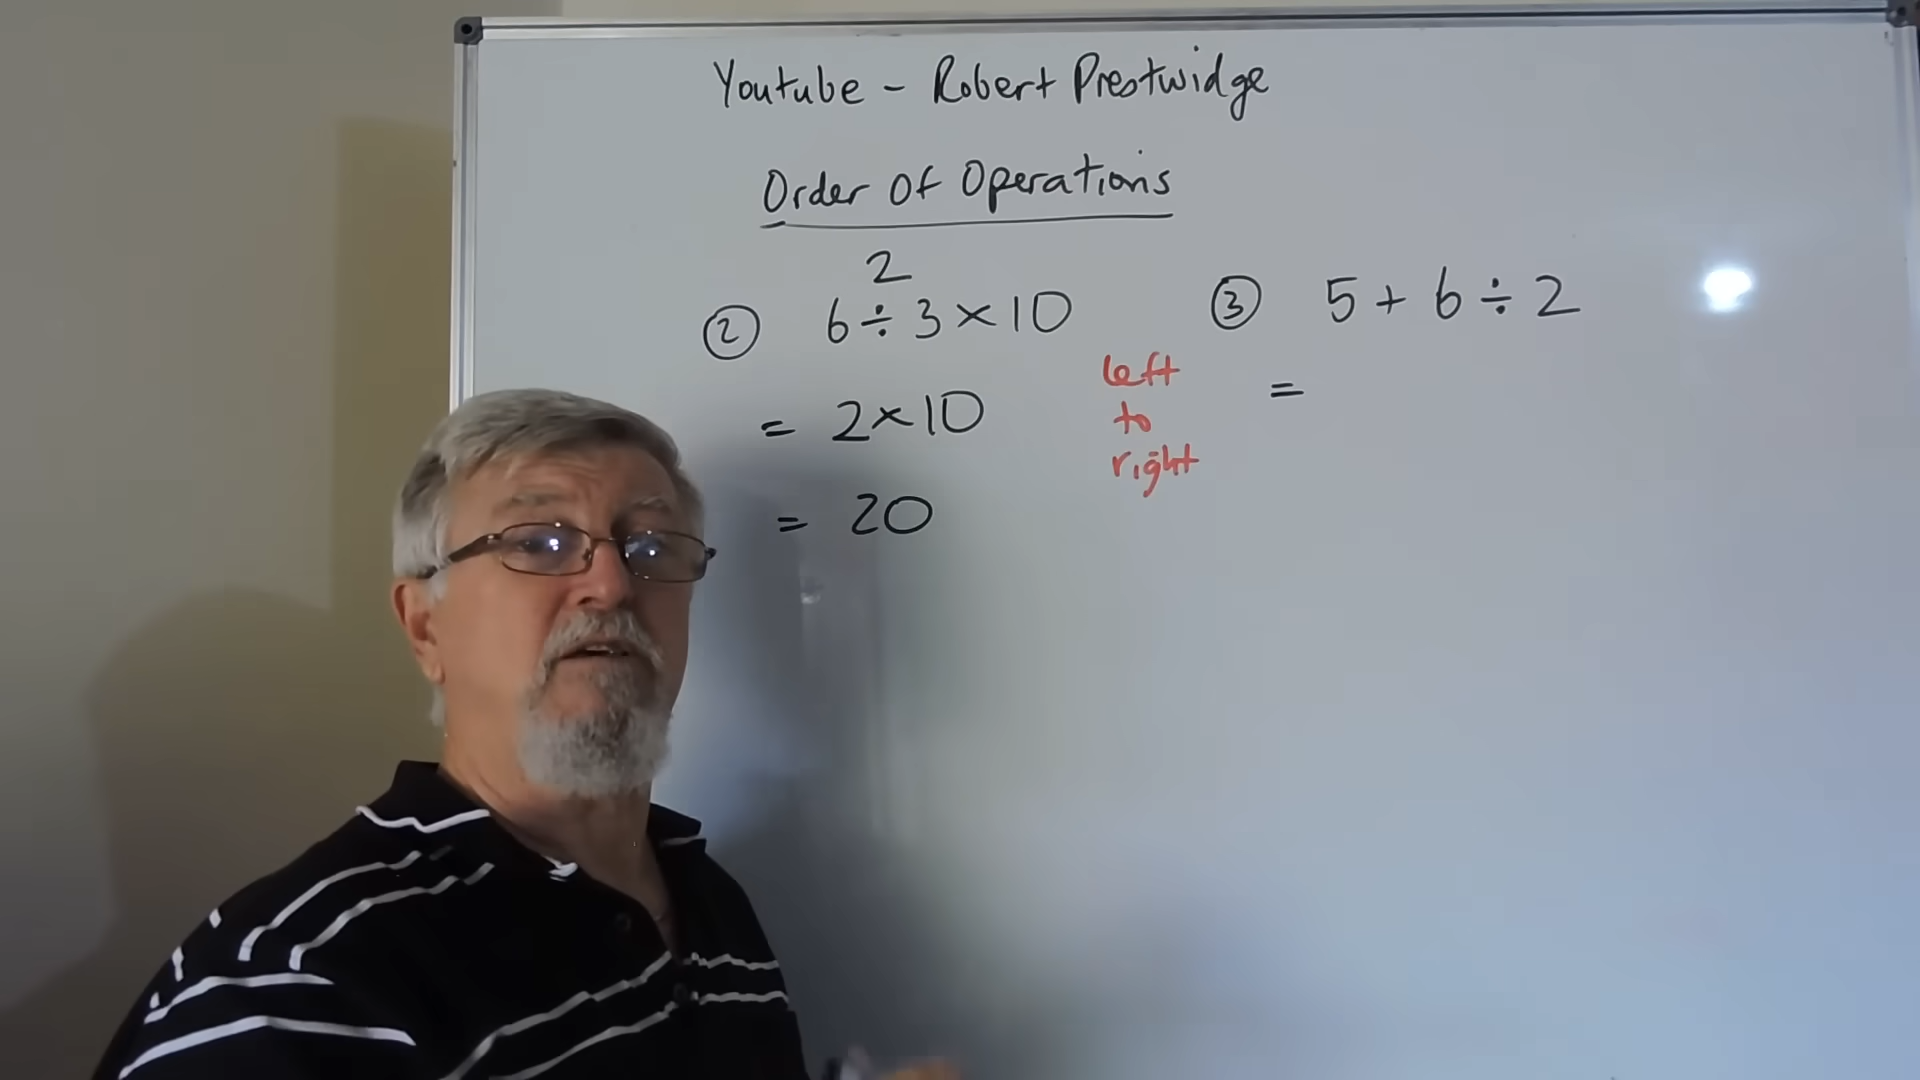 Youtube - Robert Prestwidge
Order Of Operations
2
② 6 ÷ 3 × 10
= 2 × 10
= 20
left
to
right
③ 5 + 6 ÷ 2
=